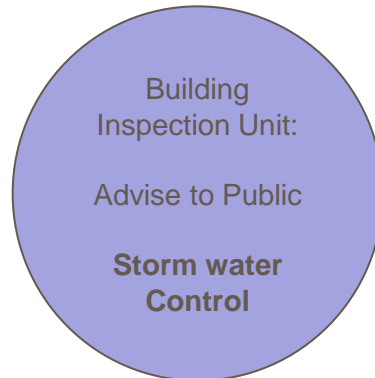 Building
Inspection Unit:
Advise to Public
Storm water
Control